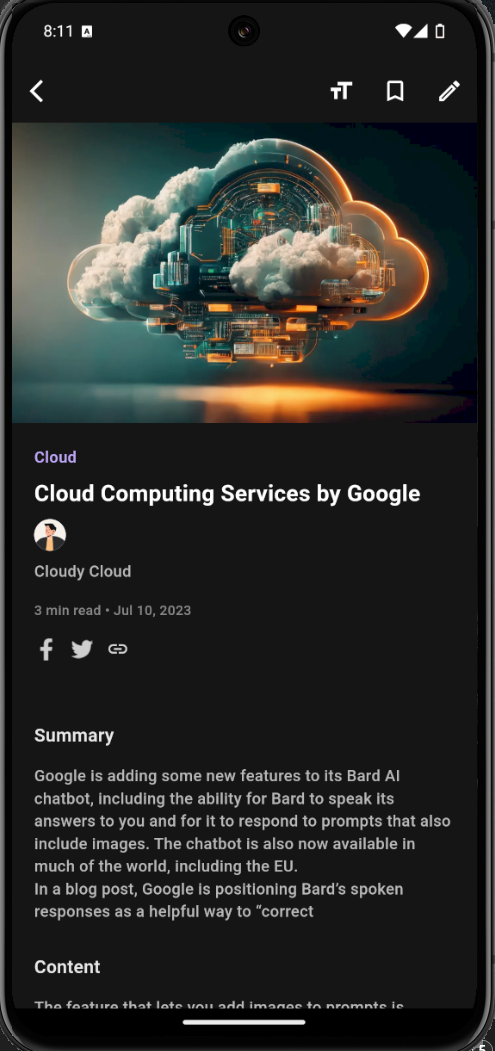 8:11 A
Cloud
Cloud Computing Services by Google
Cloudy Cloud
3 min read • Jul 10, 2023
Summary
Google is adding some new features to its Bard AI
chatbot, including the ability for Bard to speak its
answers to you and for it to respond to prompts that also
include images. The chatbot is also now available in
much of the world, including the EU.
In a blog post, Google is positioning Bard’s spoken
responses as a helpful way to “correct
Content
The feature that lets you add images to prompts is